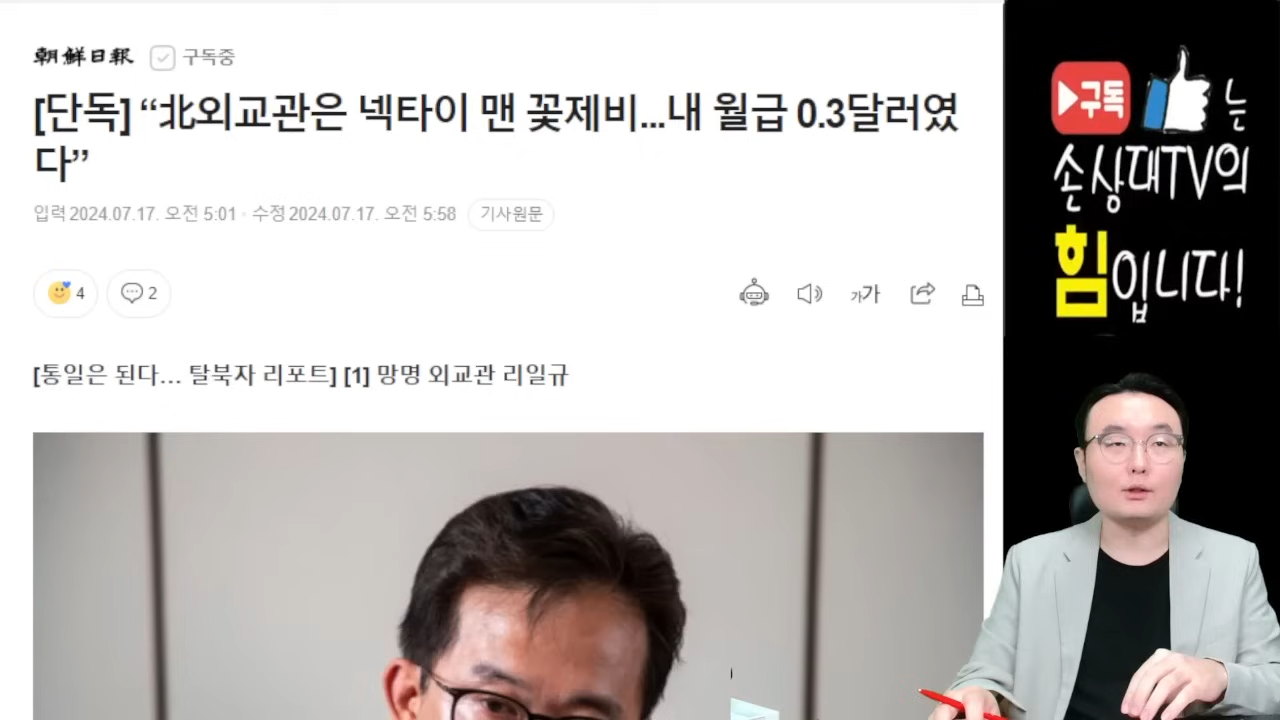 朝鮮日報 구독중
[단독] “北외교관은 넥타이 맨 꽃제비...내 월급 0.3달러였
다”
입력 2024.07.17. 오전 5:01 · 수정 2024.07.17. 오전 5:58 기사원문
4 2
가가
[통일은 된다... 탈북자 리포트] [1] 망명 외교관 리일규
구독 는
손상대TV의
힘입니다!